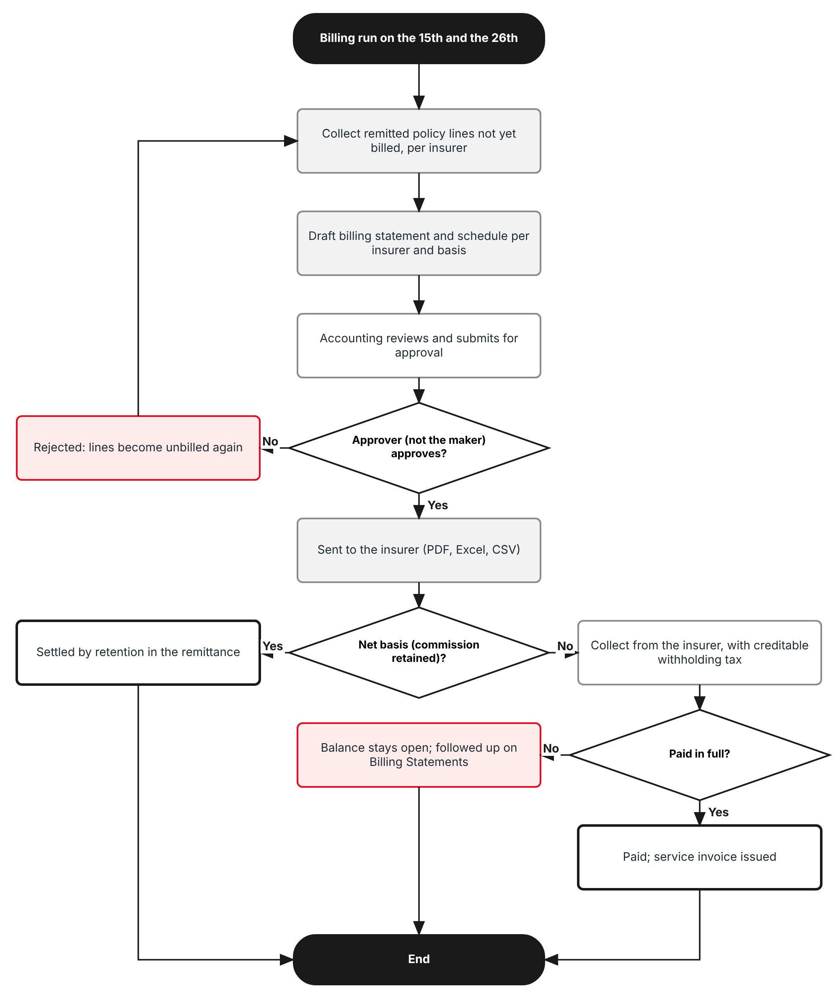 Billing run on the 15th and the 26th
Collect remitted policy lines not yet
billed, per insurer
Draft billing statement and schedule per
insurer and basis
Accounting reviews and submits for
approval
Rejected: lines become unbilled again
No
Approver (not the maker)
approves?
Yes
Sent to the insurer (PDF, Excel, CSV)
Settled by retention in the remittance
Yes
Net basis (commission
retained)?
No
Collect from the insurer, with creditable
withholding tax
Balance stays open; followed up on
Billing Statements
No
Paid in full?
Yes
Paid; service invoice issued
End